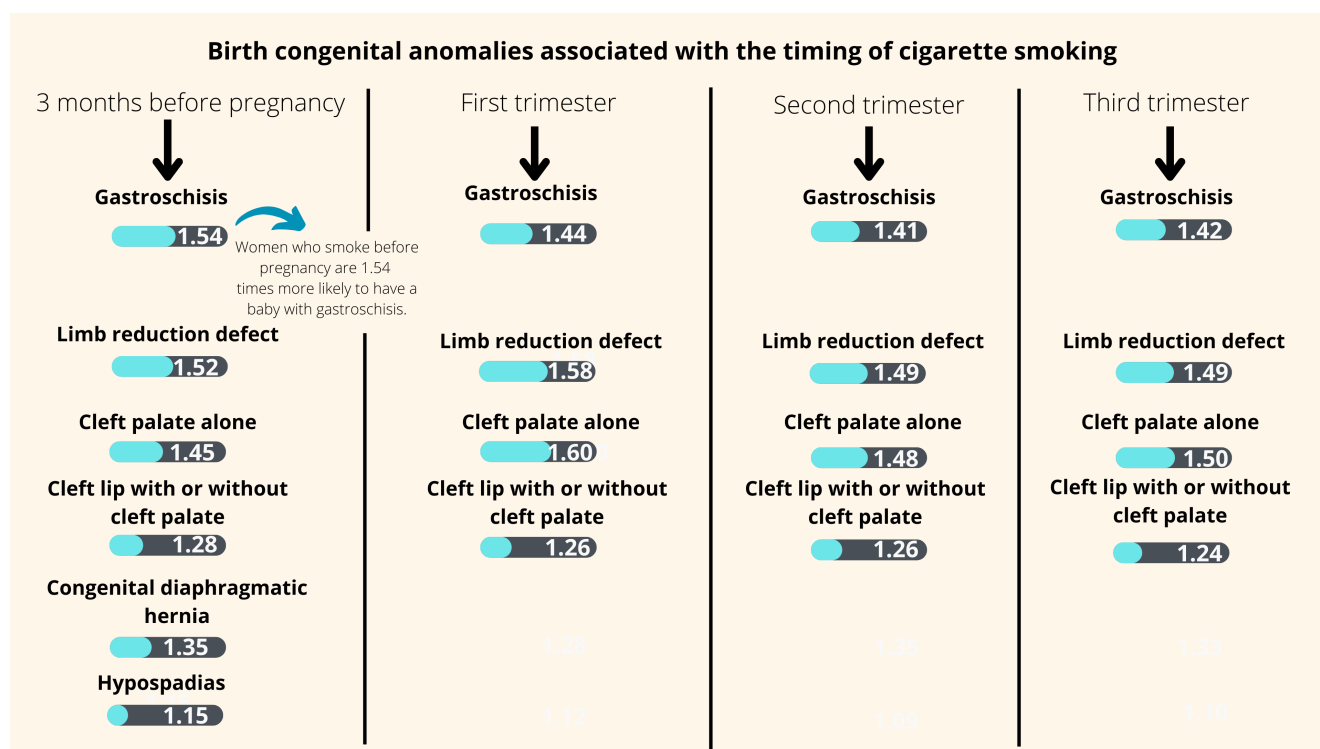 Birth congenital anomalies associated with the timing of cigarette smoking
3 months before pregnancy
Gastroschisis
1.54
Women who smoke before
pregnancy are 1.54
times more likely to have a
baby with gastroschisis.
Limb reduction defect
1.52
Cleft palate alone
1.45
Cleft lip with or without
cleft palate
1.28
Congenital diaphragmatic
hernia
1.35
Hypospadias
1.15
First trimester
Gastroschisis
1.44
Limb reduction defect
1.58
Cleft palate alone
1.60
Cleft lip with or without
cleft palate
1.26
1.28
1.12
Second trimester
Gastroschisis
1.41
Limb reduction defect
1.49
Cleft palate alone
1.48
Cleft lip with or without
cleft palate
1.26
Third trimester
Gastroschisis
1.42
Limb reduction defect
1.49
Cleft palate alone
1.50
Cleft lip with or without
cleft palate
1.24